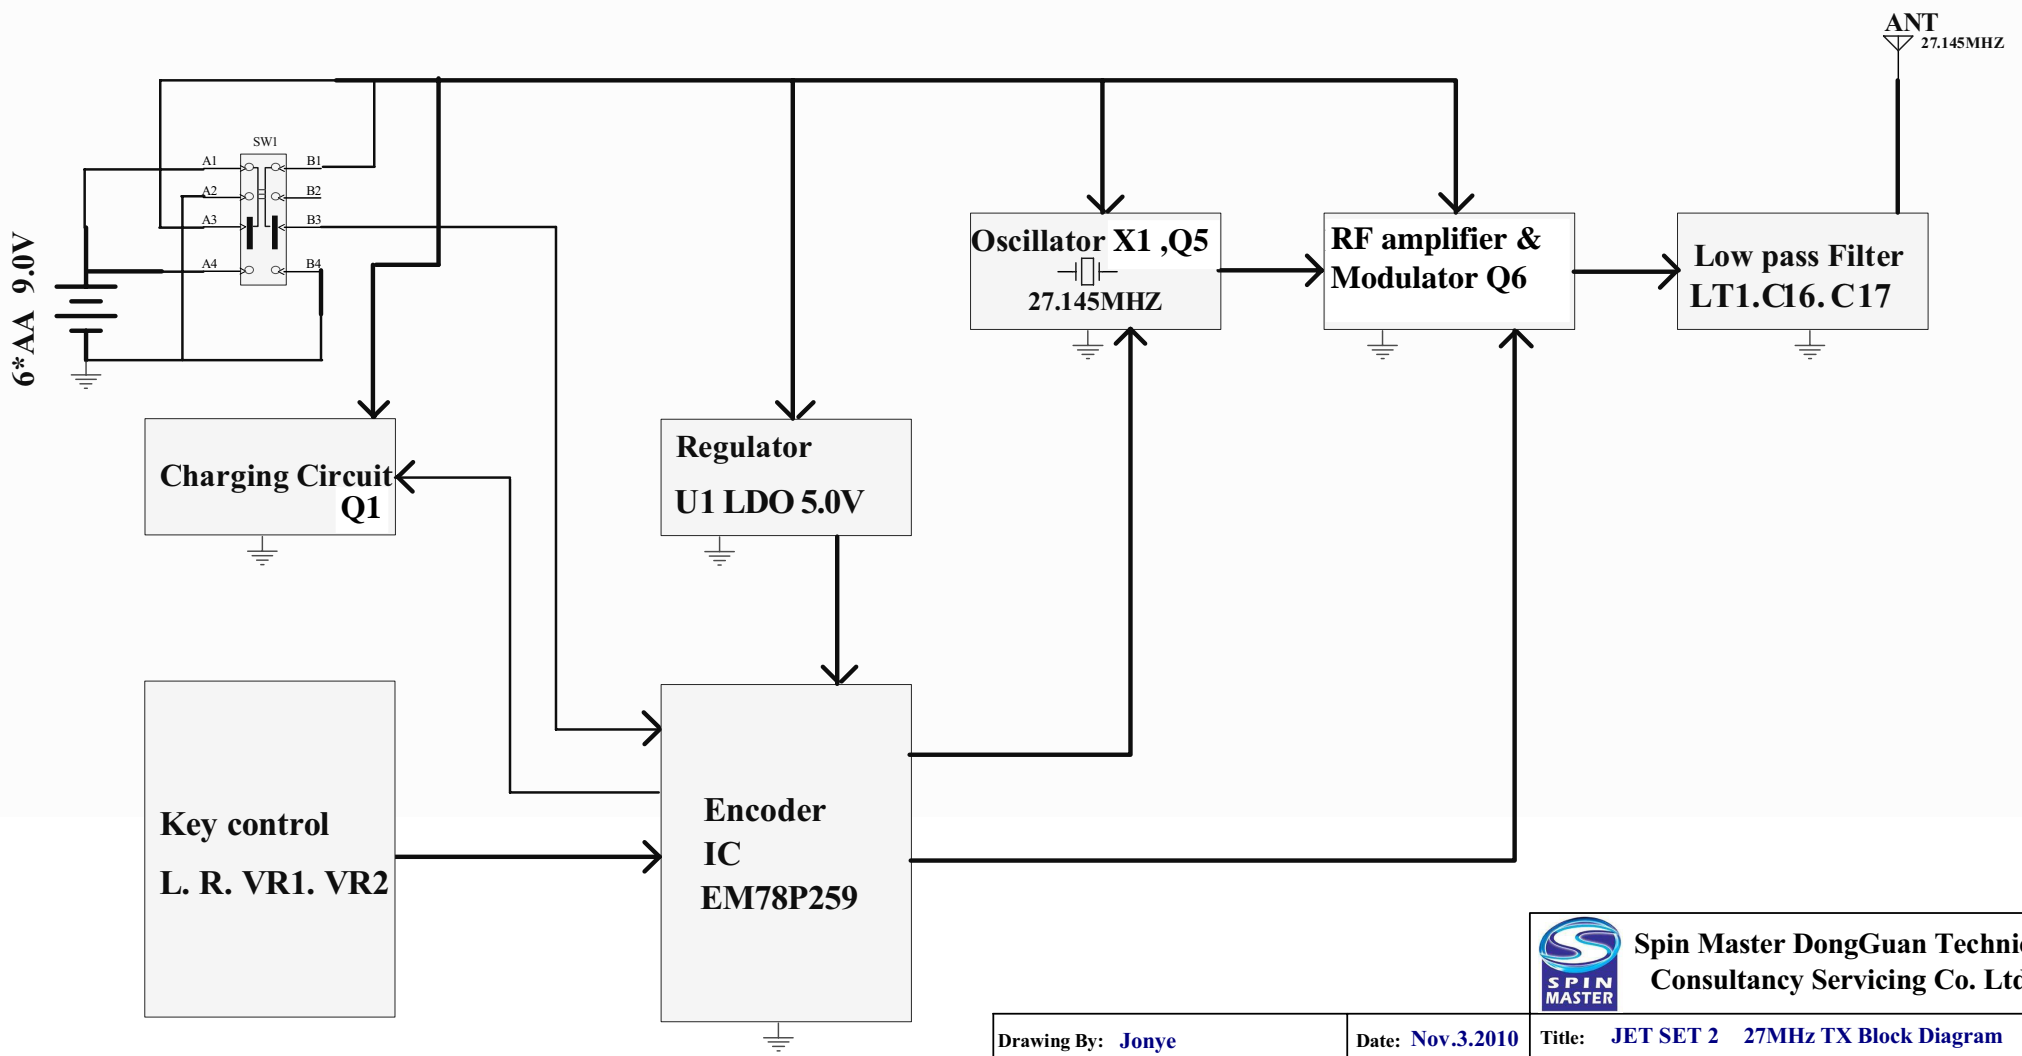 ANT
27.145MHZ
SW1
A1
B1
A2
B2
A3
B3
A4
B4
6*AA 9.0V
Oscillator X1 ,Q5
27.145MHZ
RF amplifier &
Modulator Q6
Low pass Filter
LT1.C16. C17
Charging Circuit
Q1
Regulator
U1 LDO 5.0V
Key control
L. R. VR1. VR2
Encoder
IC
EM78P259
SPIN
MASTER
Spin Master DongGuan Technic
Consultancy Servicing Co. Ltd
Drawing By: Jonye
Date: Nov.3.2010
Title: JET SET 2 27MHz TX Block Diagram